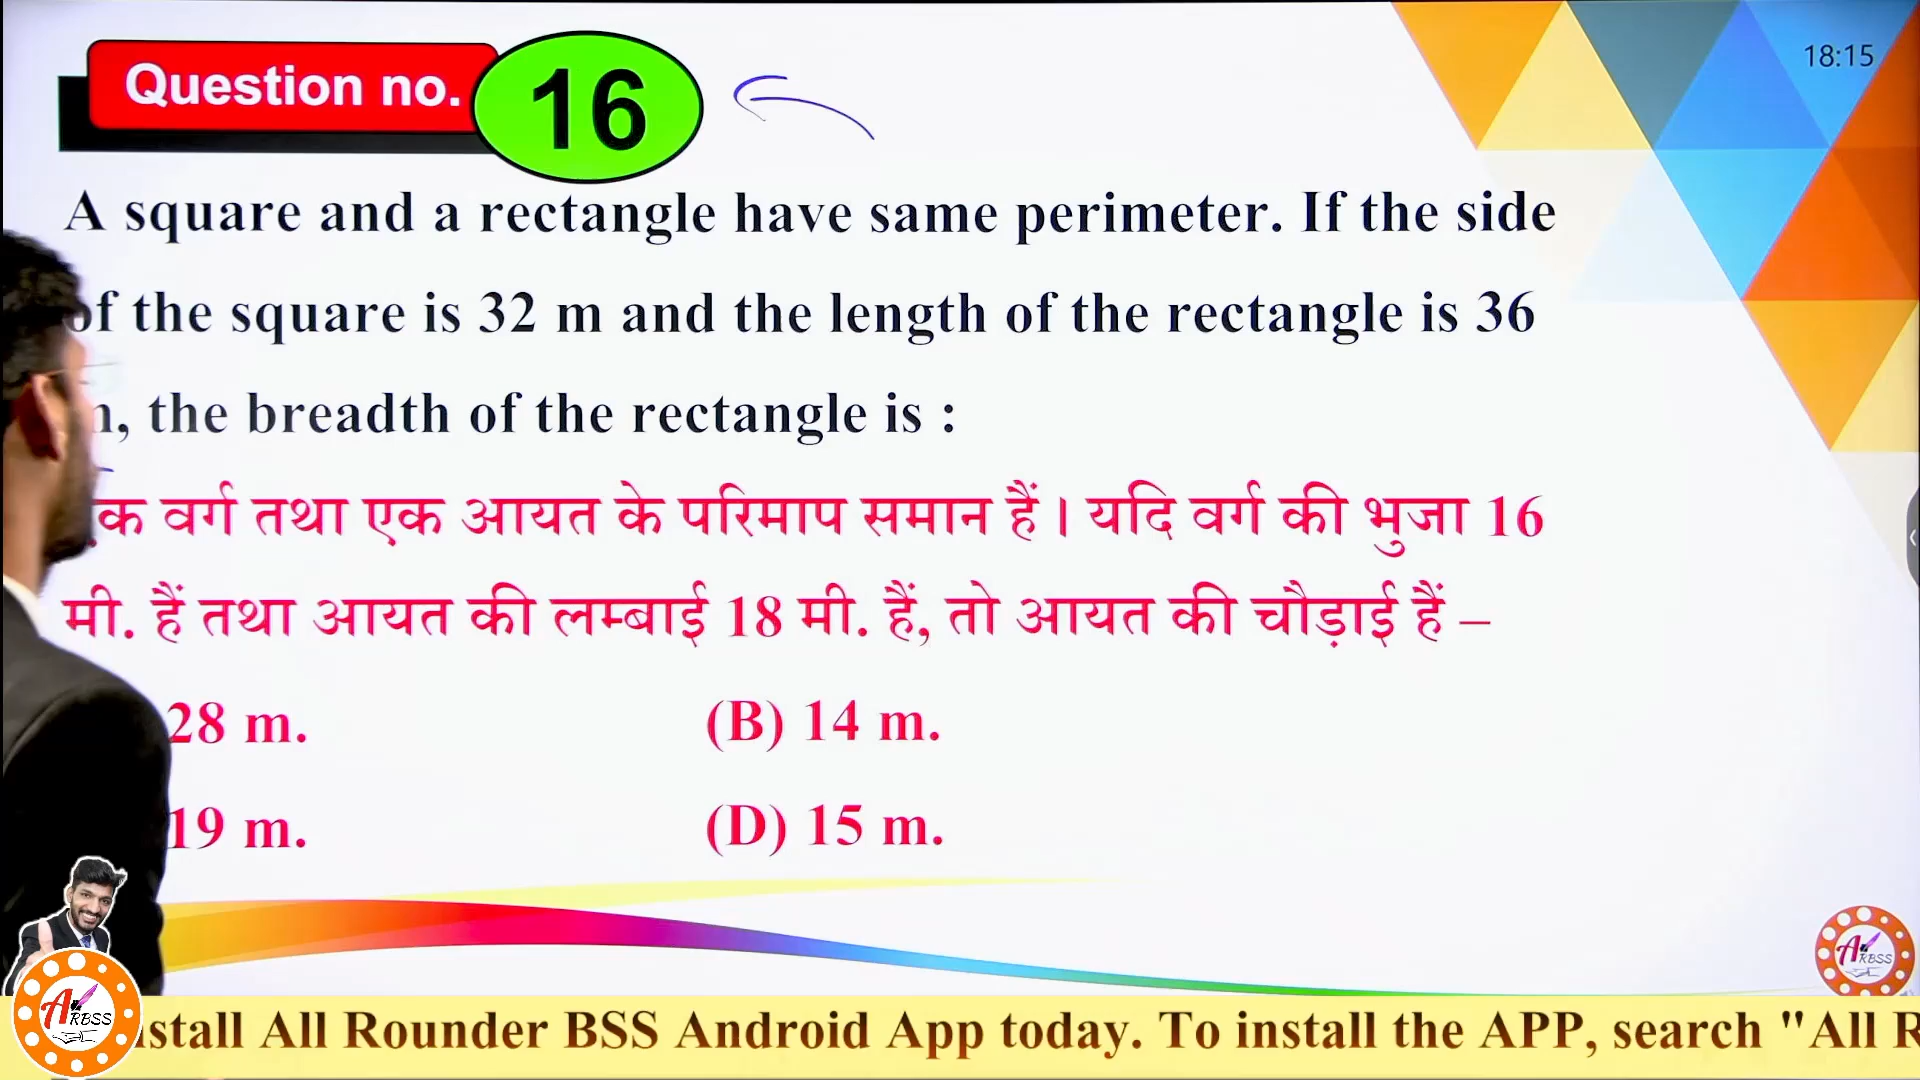 Question no. 16
18:15
A square and a rectangle have same perimeter. If the side
of the square is 32 m and the length of the rectangle is 36
, the breadth of the rectangle is :
वर्ग तथा एक आयत के परिमाप समान हैं । यदि वर्ग की भुजा 16
मी. हैं तथा आयत की लम्बाई 18 मी. हैं, तो आयत की चौड़ाई हैं –
28 m.
(B) 14 m.
19 m.
(D) 15 m.
ARBSS
ARBSS
All Rounder BSS Android App today. To install the APP, search "All